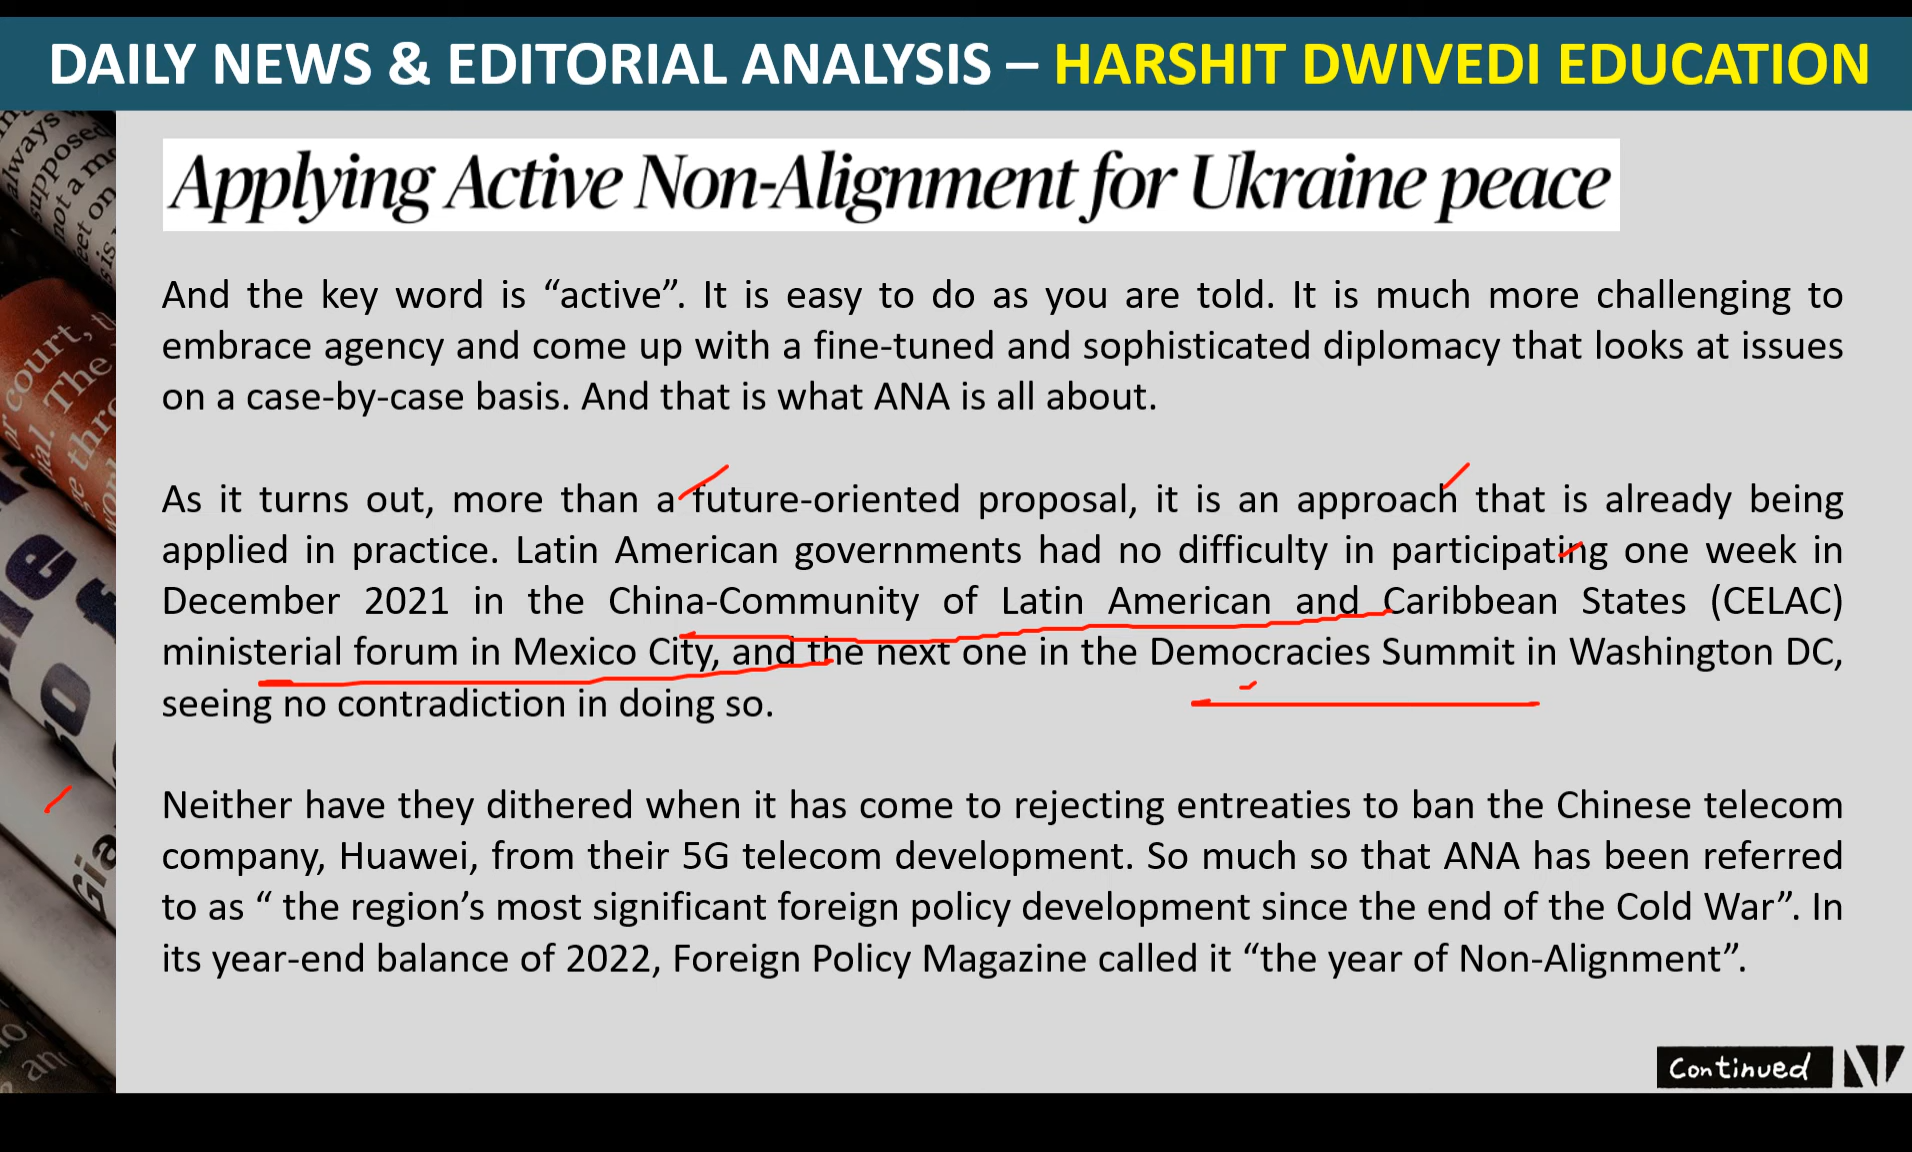 DAILY NEWS & EDITORIAL ANALYSIS – HARSHIT DWIVEDI EDUCATION
Applying Active Non-Alignment for Ukraine peace
And the key word is “active”. It is easy to do as you are told. It is much more challenging to
embrace agency and come up with a fine-tuned and sophisticated diplomacy that looks at issues
on a case-by-case basis. And that is what ANA is all about.
As it turns out, more than a future-oriented proposal, it is an approach that is already being
applied in practice. Latin American governments had no difficulty in participating one week in
December 2021 in the China-Community of Latin American and Caribbean States (CELAC)
ministerial forum in Mexico City, and the next one in the Democracies Summit in Washington DC,
seeing no contradiction in doing so.
Neither have they dithered when it has come to rejecting entreaties to ban the Chinese telecom
company, Huawei, from their 5G telecom development. So much so that ANA has been referred
to as “ the region’s most significant foreign policy development since the end of the Cold War”. In
its year-end balance of 2022, Foreign Policy Magazine called it “the year of Non-Alignment”.
Continued
always
supposed
not a
court,
The